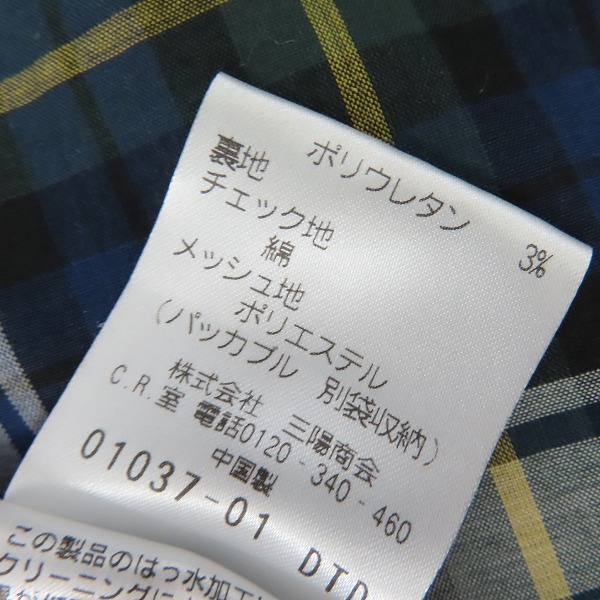 ポリウレタン 3%
裏地
チェック地
綿
メッシュ地
ポリエステル
(パッカブル 別袋収納)
株式会社 三陽商会
C.R.室 電話0120-340-460
中国製
01037-01 DTD
この製品のはっ水加工
クリーニングに